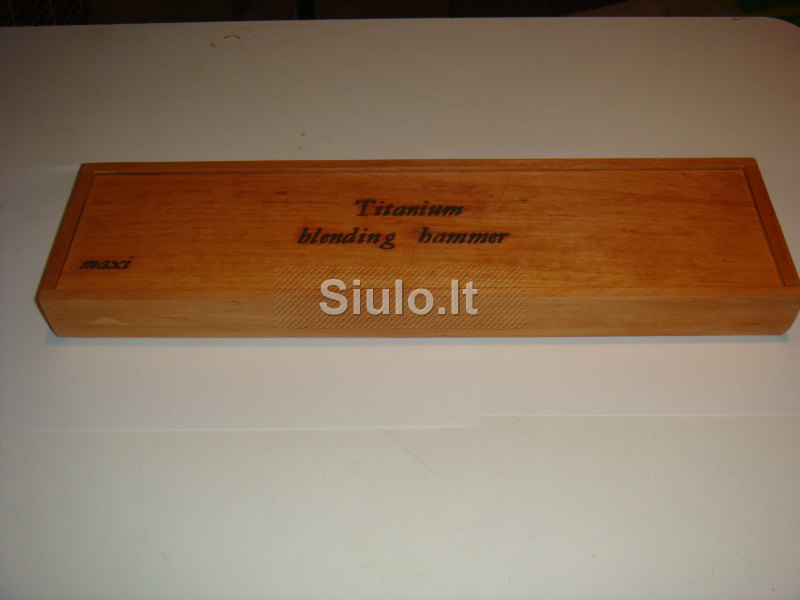 Titanium
blending hammer
maxi
Siulo.lt